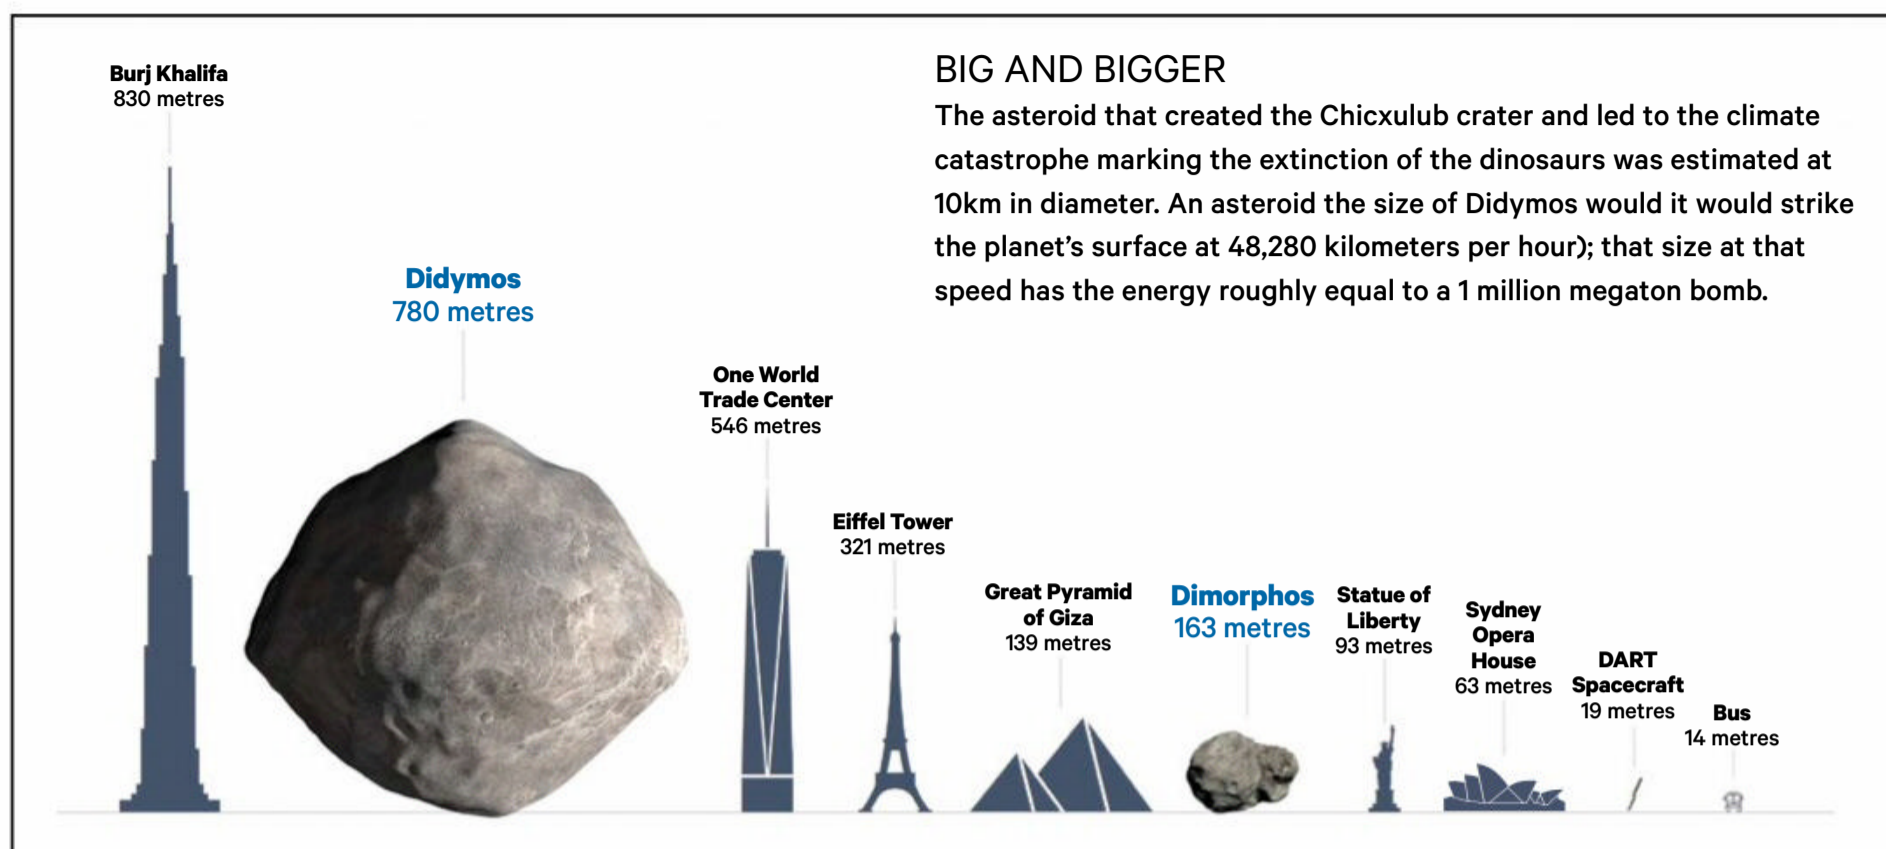 Burj Khalifa
830 metres
BIG AND BIGGER
The asteroid that created the Chicxulub crater and led to the climate
catastrophe marking the extinction of the dinosaurs was estimated at
10km in diameter. An asteroid the size of Didymos would it would strike
the planet’s surface at 48,280 kilometers per hour); that size at that
speed has the energy roughly equal to a 1 million megaton bomb.
Didymos
780 metres
One World
Trade Center
546 metres
Eiffel Tower
321 metres
Great Pyramid
of Giza
139 metres
Dimorphos
163 metres
Statue of
Liberty
93 metres
Sydney
Opera
House
63 metres
DART
Spacecraft
19 metres
Bus
14 metres